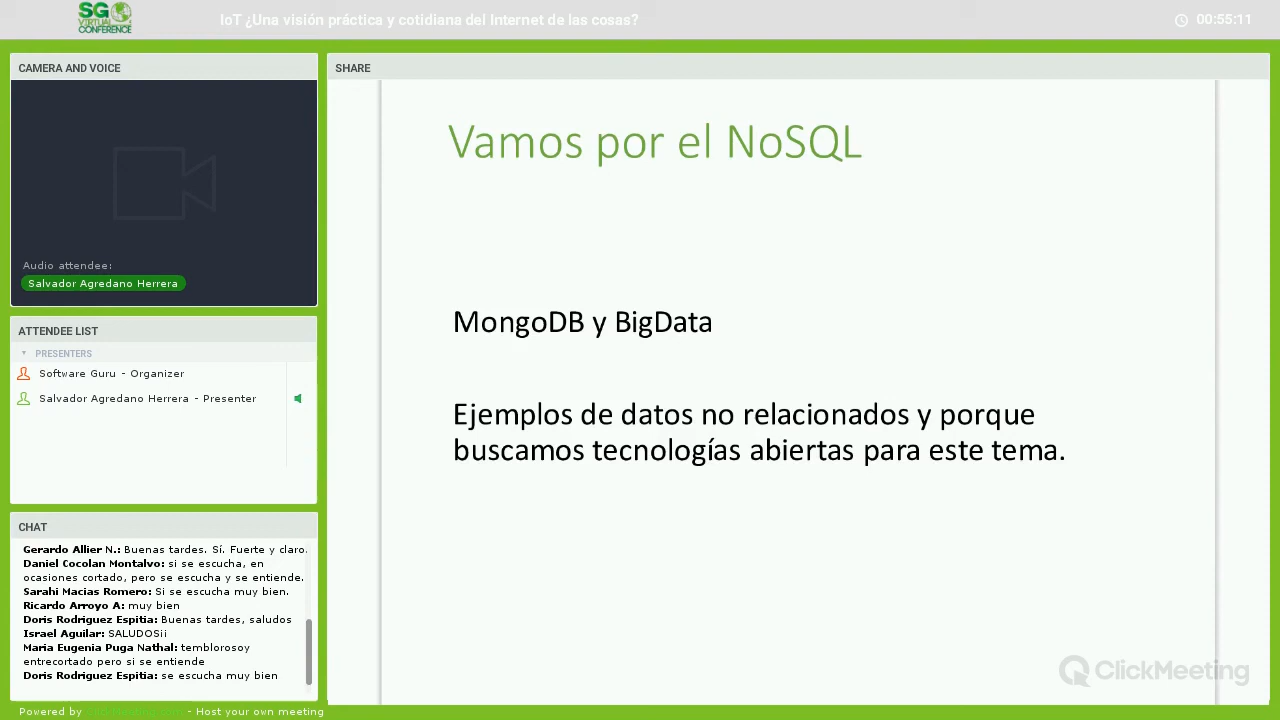 SG
VIRTUAL
CONFERENCE
IoT ¿Una visión práctica y cotidiana del Internet de las cosas?
00:55:11
CAMERA AND VOICE
Audio attendee:
Salvador Agredano Herrera
ATTENDEE LIST
PRESENTERS
Software Guru - Organizer
Salvador Agredano Herrera - Presenter
CHAT
Gerardo Allier N.: Buenas tardes. Sí. Fuerte y claro.
Daniel Cocolan Montalvo: si se escucha, en
ocasiones cortado, pero se escucha y se entiende.
Sarahi Macias Romero: Si se escucha muy bien.
Ricardo Arroyo A: muy bien
Doris Rodriguez Espitia: Buenas tardes, saludos
Israel Aguilar: SALUDOS¡¡
Maria Eugenia Puga Nathal: temblorosoy
entrecortado pero si se entiende
Doris Rodriguez Espitia: se escucha muy bien
Powered by ClickMeeting.com - Host your own meeting
SHARE
Vamos por el NoSQL
MongoDB y BigData
Ejemplos de datos no relacionados y porque
buscamos tecnologías abiertas para este tema.
ClickMeeting